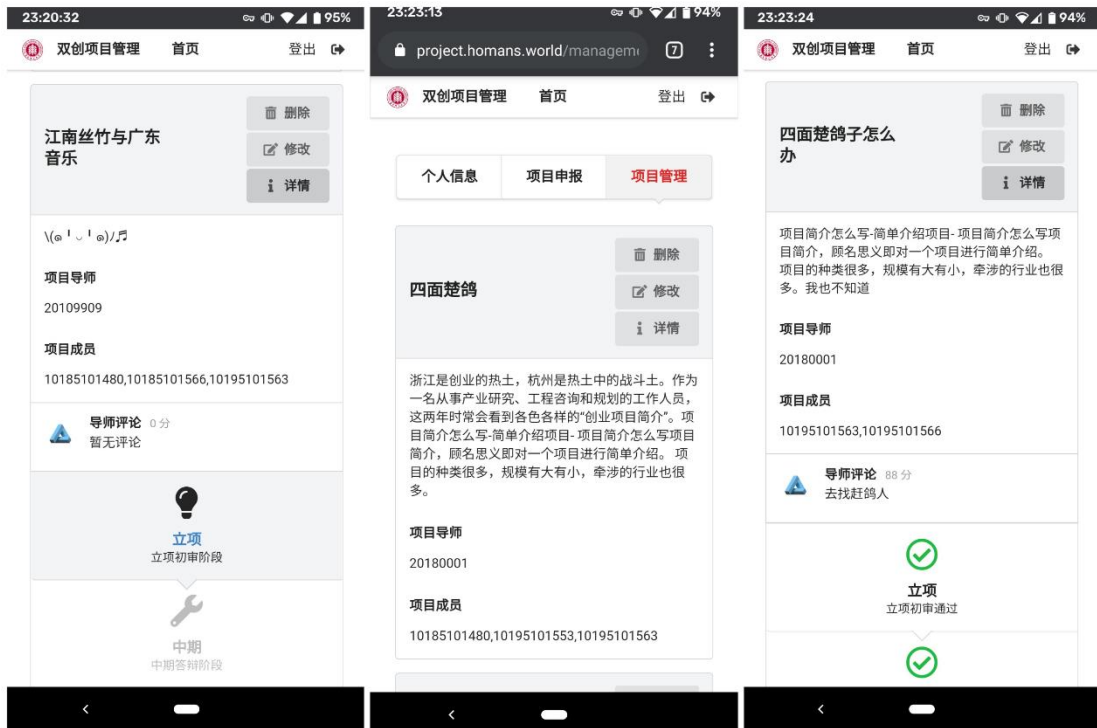 23:20:32
95%
双创项目管理 首页 登出
江南丝竹与广东
音乐
删除
修改
详情
\(๑╹◡╹๑)ﾉ♬
项目导师
20109909
项目成员
10185101480,10185101566,10195101563
导师评论 0 分
暂无评论
立项
立项初审阶段
中期
中期答辩阶段
23:23:13
94%
project.homans.world/managem
7
双创项目管理 首页 登出
个人信息 项目申报 项目管理
四面楚鸽
删除
修改
详情
浙江是创业的热土，杭州是热土中的战斗土。作为
一名从事产业研究、工程咨询和规划的工作人员，
这两年时常会看到各色各样的“创业项目简介”。项
目简介怎么写-简单介绍项目- 项目简介怎么写项目
简介，顾名思义即对一个项目进行简单介绍。 项
目的种类很多，规模有大有小，牵涉的行业也很
多。
项目导师
20180001
项目成员
10185101480,10195101553,10195101563
23:23:24
94%
双创项目管理 首页 登出
四面楚鸽子怎么
办
删除
修改
详情
项目简介怎么写-简单介绍项目- 项目简介怎么写项
目简介，顾名思义即对一个项目进行简单介绍。
项目的种类很多，规模有大有小，牵涉的行业也很
多。我也不知道
项目导师
20180001
项目成员
10195101563,10195101566
导师评论 88 分
去找赶鸽人
立项
立项初审通过